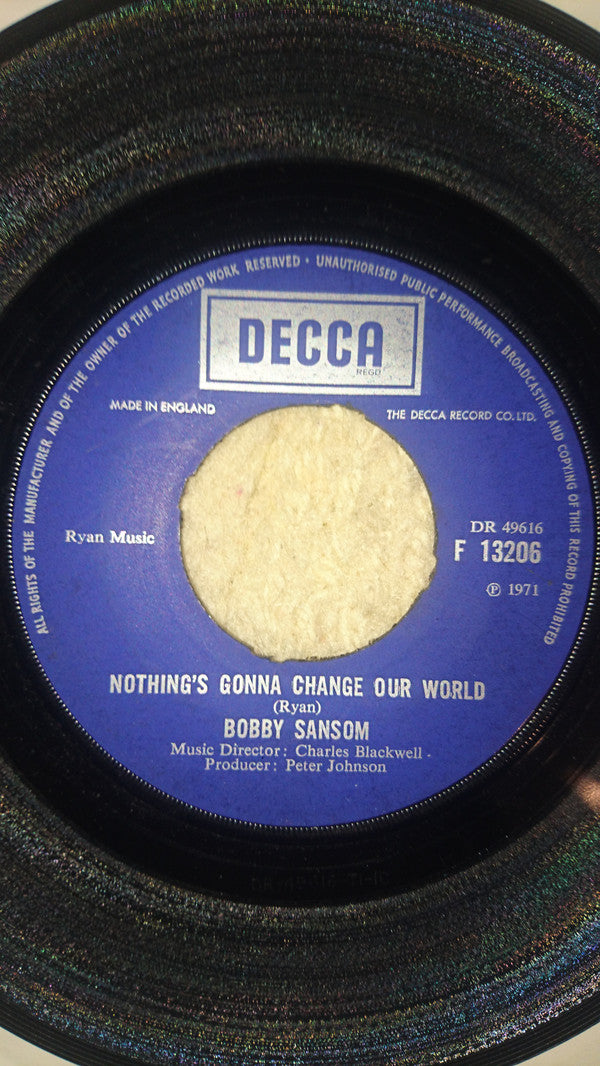 ALL RIGHTS OF THE MANUFACTURER AND OF THE OWNER OF THE RECORDED WORK RESERVED · UNAUTHORISED PUBLIC PERFORMANCE BROADCASTING AND COPYING OF THIS RECORD PROHIBITED
DECCA
REGD
MADE IN ENGLAND
THE DECCA RECORD CO. LTD.
Ryan Music
DR 49616
F 13206
℗ 1971
NOTHING'S GONNA CHANGE OUR WORLD
(Ryan)
BOBBY SANSOM
Music Director: Charles Blackwell -
Producer: Peter Johnson